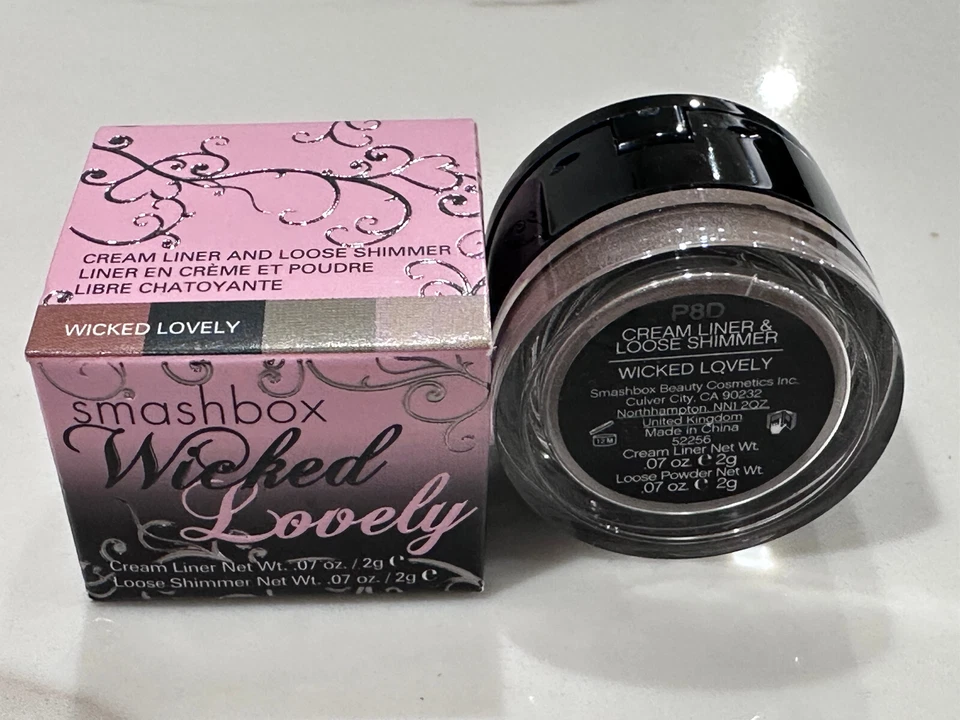 CREAM LINER AND LOOSE SHIMMER
LINER EN CRÈME ET POUDRE
LIBRE CHATOYANTE
WICKED LOVELY
smashbox
Wicked
Lovely
Cream Liner Net Wt. .07 oz. / 2g ℮
Loose Shimmer Net Wt. .07 oz. / 2g ℮
P8D
CREAM LINER &
LOOSE SHIMMER
WICKED LOVELY
Smashbox Beauty Cosmetics Inc.
Culver City, CA 90232
Northhampton, NN1 2QZ
United Kingdom
Made in China
52256
12 M
Cream Liner Net Wt.
.07 oz. ℮ 2g
Loose Powder Net Wt.
.07 oz. ℮ 2g